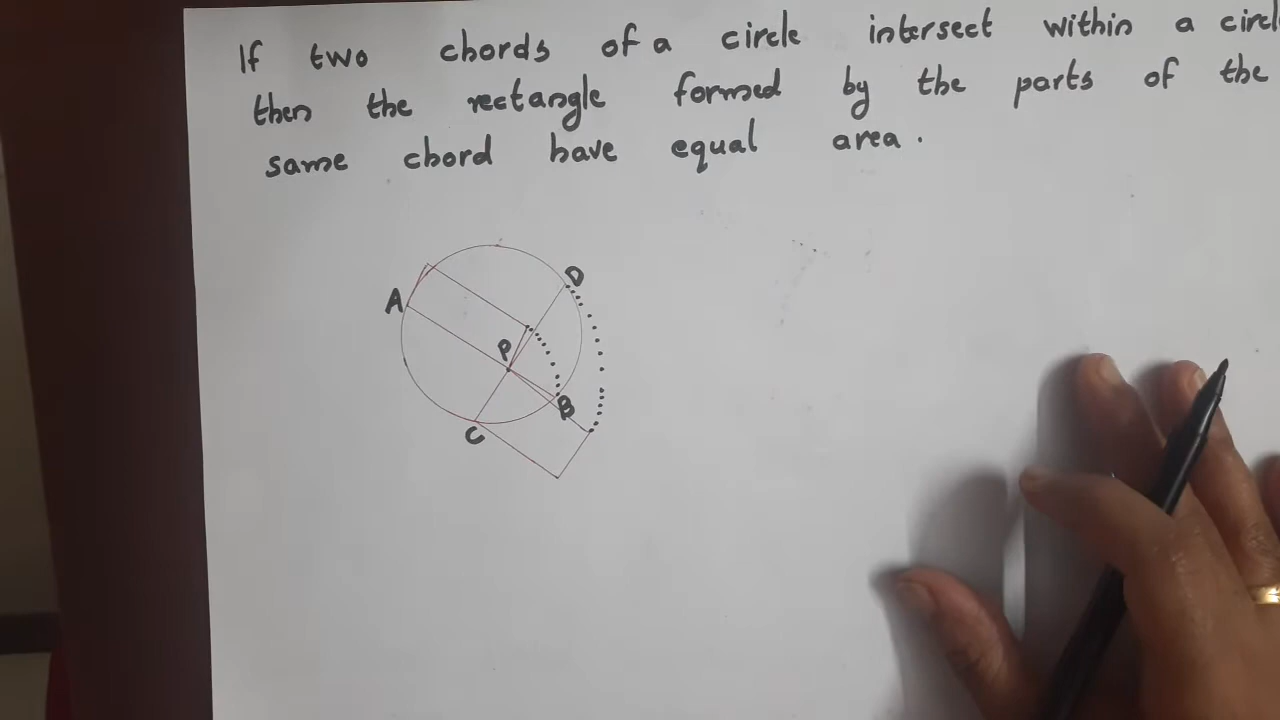 If two chords of a circle intersect within a
then the rectangle formed by the parts of the
same chord have equal area.
D
A
P
B
C